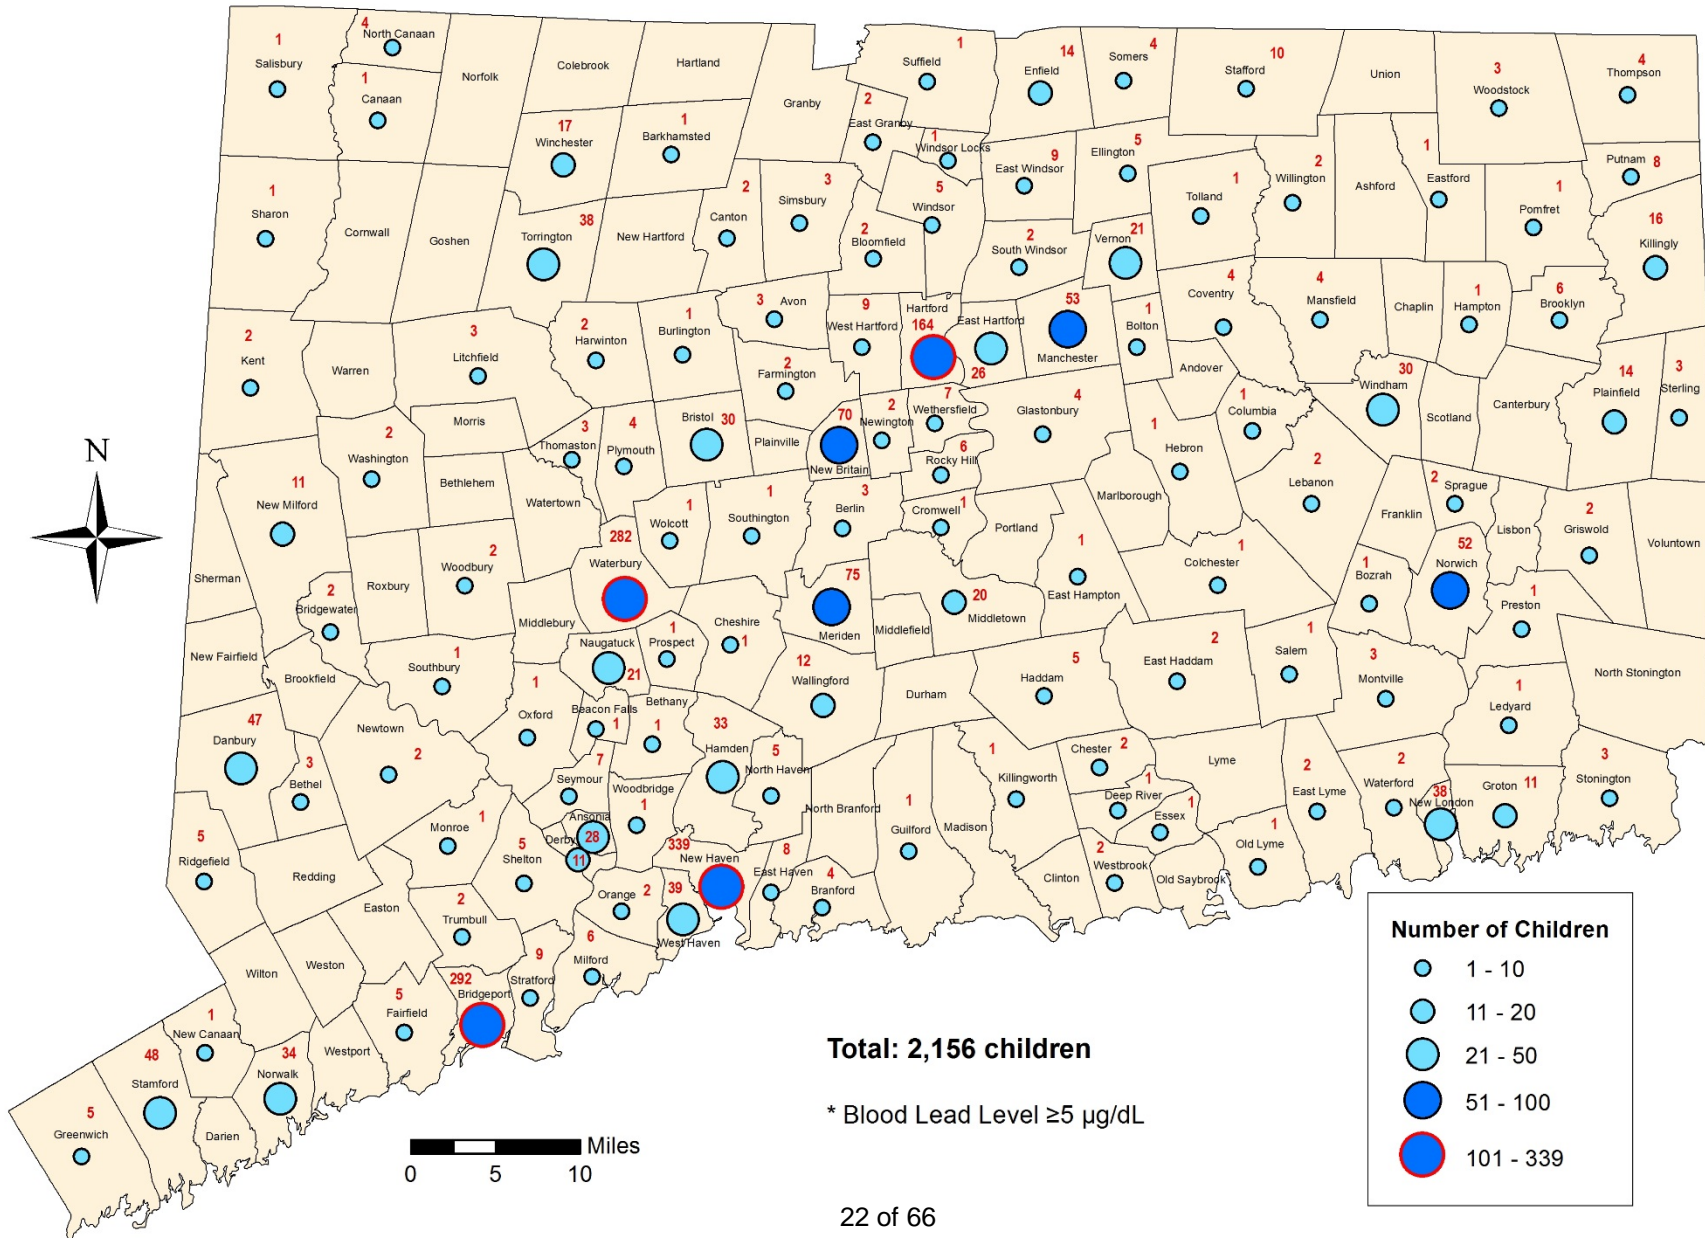 1
Salisbury
4
North Canaan
1
Canaan
Norfolk
Colebrook
Hartland
Granby
1
Suffield
14
Enfield
4
Somers
10
Stafford
Union
3
Woodstock
4
Thompson
17
Winchester
1
Barkhamsted
2
East Granby
1
Windsor Locks
9
East Windsor
5
Ellington
1
Tolland
2
Willington
Ashford
1
Eastford
1
Pomfret
Putnam 8
1
Sharon
Cornwall
Goshen
38
Torrington
New Hartford
2
Canton
3
Simsbury
2
Bloomfield
5
Windsor
2
South Windsor
21
Vernon
16
Killingly
2
Kent
Warren
3
Litchfield
2
Harwinton
1
Burlington
3 Avon
9
West Hartford
Hartford
164
East Hartford
26
53
Manchester
1
Bolton
4
Coventry
4
Mansfield
Chaplin
1
Hampton
6
Brooklyn
Andover
2
Farmington
Morris
Bristol 30
Plainville
70
New Britain
2
Newington
7
Wethersfield
4
Glastonbury
1
Hebron
1
Columbia
30
Windham
Scotland
Canterbury
14
Plainfield
3
Sterling
N
2
Washington
Bethlehem
Watertown
3
Thomaston
4
Plymouth
6
Rocky Hill
Marlborough
2
Lebanon
2 Sprague
Franklin
Lisbon
2
Griswold
Voluntown
11
New Milford
1
Wolcott
1
Southington
3
Berlin
1
Cromwell
Portland
1
East Hampton
1
Colchester
1
Bozrah
52
Norwich
1
Preston
Sherman
2
Bridgewater
Roxbury
2
Woodbury
282
Waterbury
Middlebury
75
Meriden
Middlefield
20
Middletown
New Fairfield
Brookfield
1
Southbury
Naugatuck
21
1
Prospect
Cheshire
1
12
Wallingford
Durham
5
Haddam
2
East Haddam
1
Salem
3
Montville
1
Ledyard
North Stonington
47
Danbury
3
Bethel
Newtown
2
1
Oxford
Beacon Falls
1
Bethany
1
33
Hamden
5
North Haven
North Branford
1
Guilford
Madison
1
Killingworth
Chester 2
1
Deep River
1
Essex
Lyme
2
East Lyme
2
Waterford
38
New London
Groton 11
3
Stonington
7
Seymour
Woodbridge
1
Ansonia
28
Derby
11
5
Ridgefield
Redding
Monroe 1
5
Shelton
339
New Haven
8
East Haven
4
Branford
Clinton
2
Westbrook
Old Saybrook
1
Old Lyme
Easton
2
Trumbull
Orange 2
39
West Haven
6
Milford
9
Stratford
Wilton
Weston
292
Bridgeport
5
Fairfield
Westport
1
New Canaan
34
Norwalk
48
Stamford
Darien
5
Greenwich
Miles
0 5 10
Total: 2,156 children
* Blood Lead Level ≥5 µg/dL
Number of Children
1 - 10
11 - 20
21 - 50
51 - 100
101 - 339
22 of 66